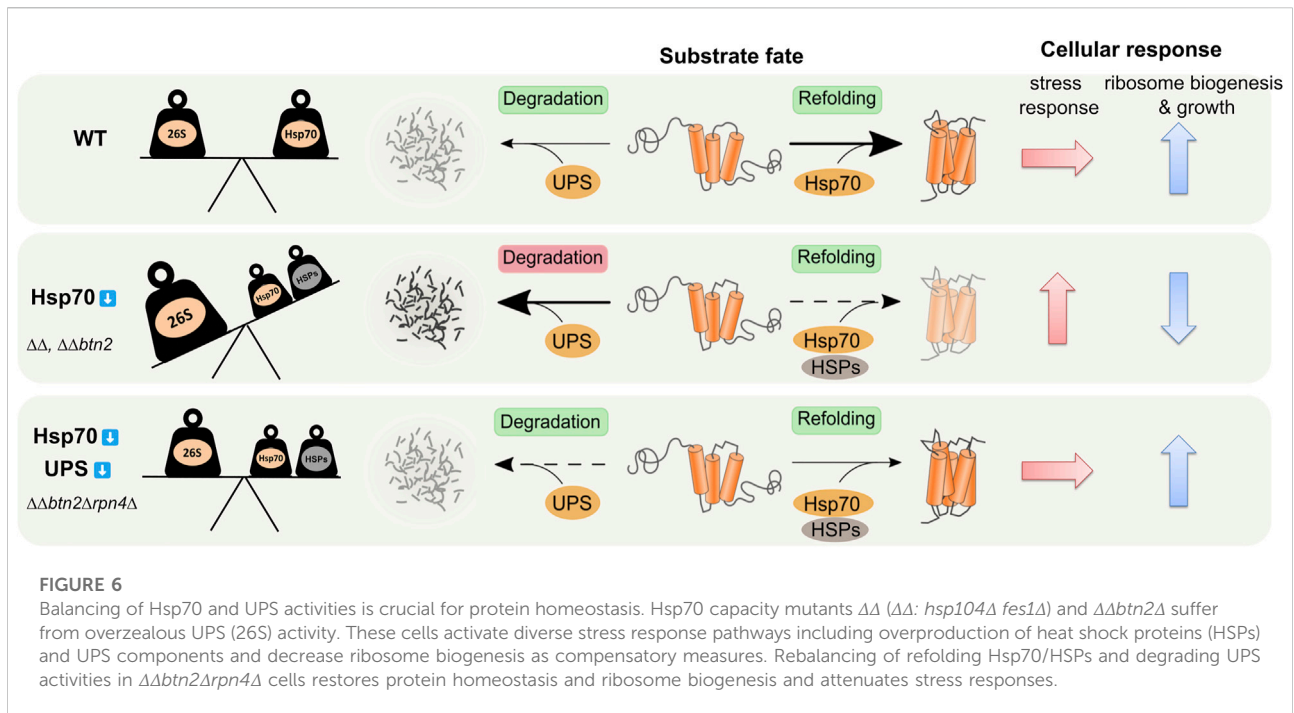 Substrate fate
Cellular response
stress response
ribosome biogenesis & growth
WT
26S
Hsp70
Degradation
UPS
Refolding
Hsp70
Hsp70 ⬇
ΔΔ, ΔΔbtn2
26S
Hsp70
HSPs
Degradation
UPS
Refolding
Hsp70
HSPs
Hsp70 ⬇
UPS ⬇
ΔΔbtn2Δrpn4Δ
26S
Hsp70
HSPs
Degradation
UPS
Refolding
Hsp70
HSPs
FIGURE 6
Balancing of Hsp70 and UPS activities is crucial for protein homeostasis. Hsp70 capacity mutants ΔΔ (ΔΔ: hsp104Δ fes1Δ) and ΔΔbtn2Δ suffer
from overzealous UPS (26S) activity. These cells activate diverse stress response pathways including overproduction of heat shock proteins (HSPs)
and UPS components and decrease ribosome biogenesis as compensatory measures. Rebalancing of refolding Hsp70/HSPs and degrading UPS
activities in ΔΔbtn2Δrpn4Δ cells restores protein homeostasis and ribosome biogenesis and attenuates stress responses.